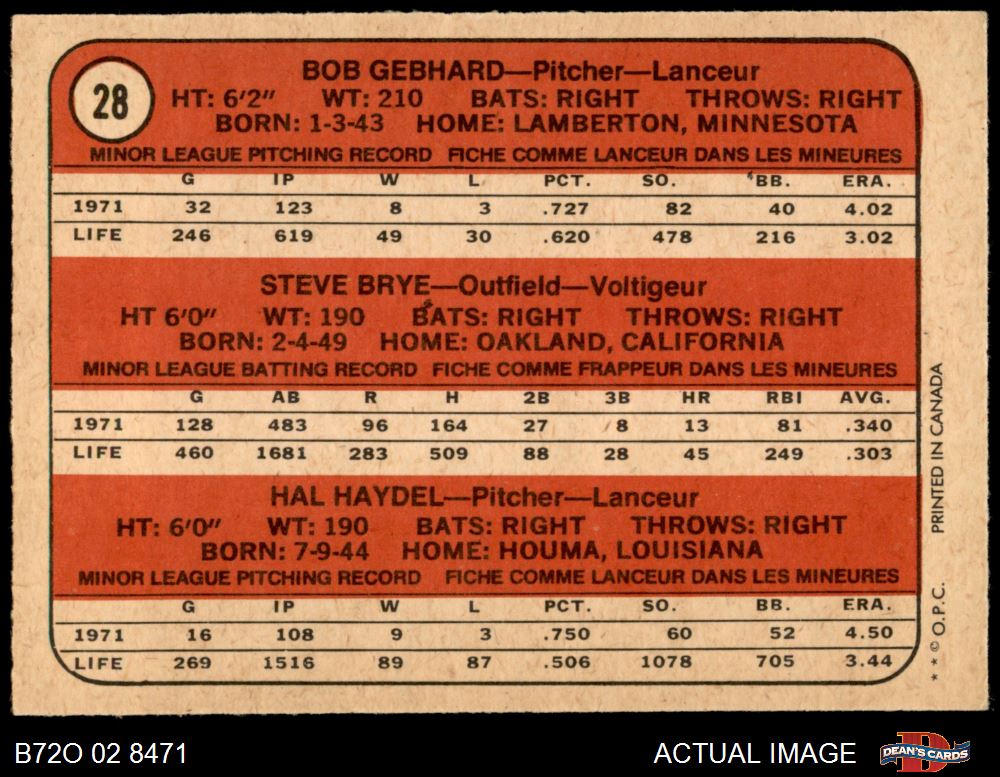 28
BOB GEBHARD—Pitcher—Lanceur
HT: 6'2" WT: 210 BATS: RIGHT THROWS: RIGHT
BORN: 1-3-43 HOME: LAMBERTON, MINNESOTA
MINOR LEAGUE PITCHING RECORD FICHE COMME LANCEUR DANS LES MINEURES
G IP W L PCT. SO. BB. ERA.
1971 32 123 8 3 .727 82 40 4.02
LIFE 246 619 49 30 .620 478 216 3.02
STEVE BRYE—Outfield—Voltigeur
HT 6'0" WT: 190 BATS: RIGHT THROWS: RIGHT
BORN: 2-4-49 HOME: OAKLAND, CALIFORNIA
MINOR LEAGUE BATTING RECORD FICHE COMME FRAPPEUR DANS LES MINEURES
G AB R H 2B 3B HR RBI AVG.
1971 128 483 96 164 27 8 13 81 .340
LIFE 460 1681 283 509 88 28 45 249 .303
HAL HAYDEL—Pitcher—Lanceur
HT: 6'0" WT: 190 BATS: RIGHT THROWS: RIGHT
BORN: 7-9-44 HOME: HOUMA, LOUISIANA
MINOR LEAGUE PITCHING RECORD FICHE COMME LANCEUR DANS LES MINEURES
G IP W L PCT. SO. BB. ERA.
1971 16 108 9 3 .750 60 52 4.50
LIFE 269 1516 89 87 .506 1078 705 3.44
* * © O.P.C. PRINTED IN CANADA
B72O 02 8471 ACTUAL IMAGE
DEAN'S CARDS